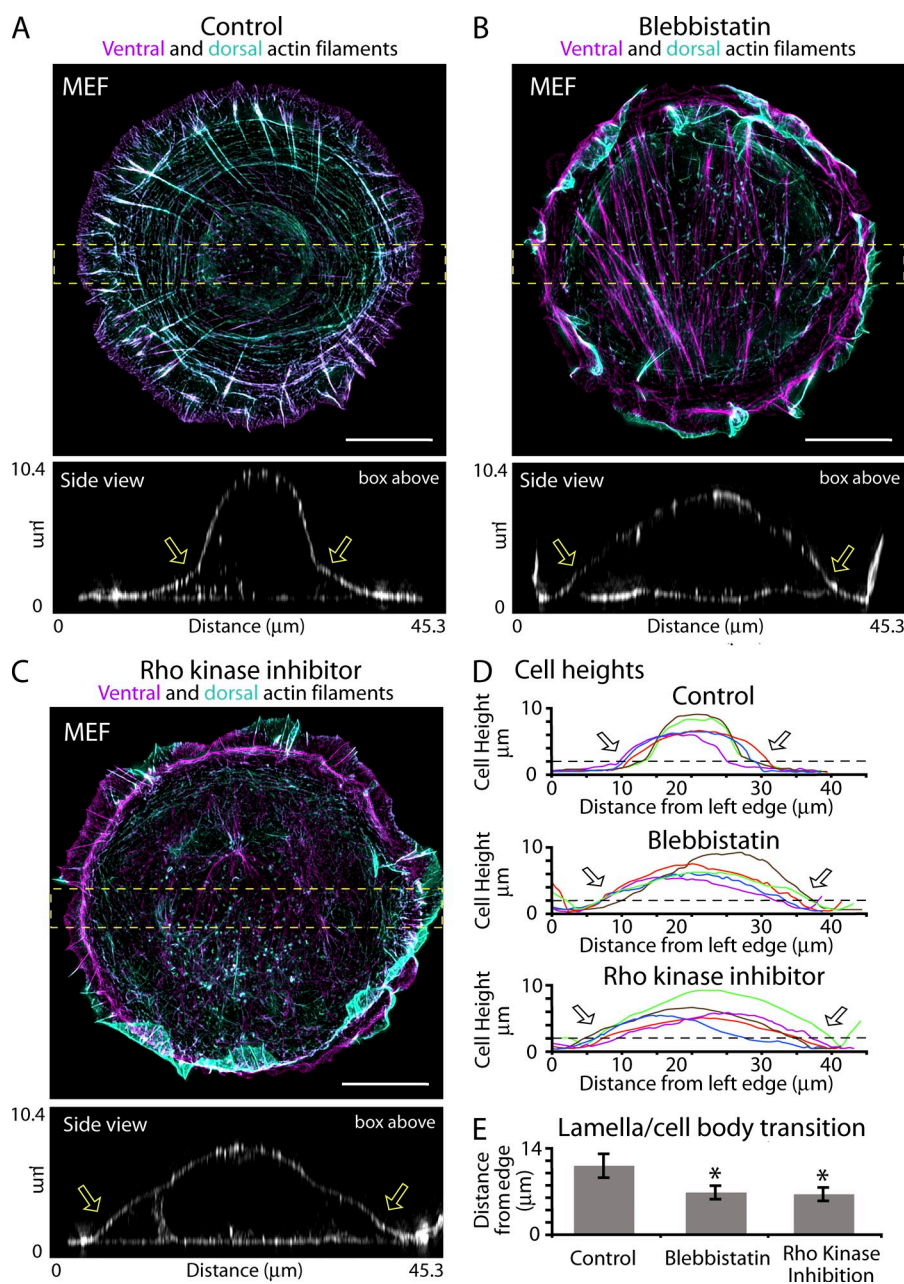 A Control
Ventral and dorsal actin filaments
MEF
10.4
Side view
box above
µm
0
0
Distance (µm)
45.3
B Blebbistatin
Ventral and dorsal actin filaments
MEF
10.4
Side view
box above
µm
0
0
Distance (µm)
45.3
C Rho kinase inhibitor
Ventral and dorsal actin filaments
MEF
10.4
Side view
box above
µm
0
0
Distance (µm)
45.3
D Cell heights
Control
Cell Height
µm
10
0
0 10 20 30 40
Distance from left edge (µm)
Blebbistatin
Cell Height
µm
10
0
0 10 20 30 40
Distance from left edge (µm)
Rho kinase inhibitor
Cell Height
µm
10
0
0 10 20 30 40
Distance from left edge (µm)
E Lamella/cell body transition
Distance
from edge
(µm)
14
0
* *
Control Blebbistatin Rho Kinase
Inhibition